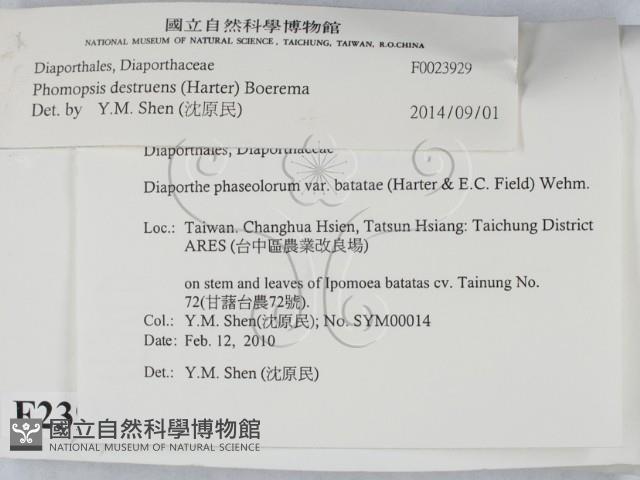 國立自然科學博物館
NATIONAL MUSEUM OF NATURAL SCIENCE, TAICHUNG, TAIWAN, R.O.CHINA
Diaporthales, Diaporthaceae F0023929
Phomopsis destruens (Harter) Boerema
Det. by Y.M. Shen (沈原民) 2014/09/01
Diaporthales, Diaporthaceae
Diaporthe phaseolorum var. batatae (Harter & E.C. Field) Wehm.
Loc.: Taiwan. Changhua Hsien, Tatsun Hsiang: Taichung District
ARES (台中區農業改良場)
on stem and leaves of Ipomoea batatas cv. Tainung No.
72(甘藷台農72號).
Col.: Y.M. Shen(沈原民); No. SYM00014
Date: Feb. 12, 2010
Det.: Y.M. Shen (沈原民)
國立自然科學博物館
NATIONAL MUSEUM OF NATURAL SCIENCE